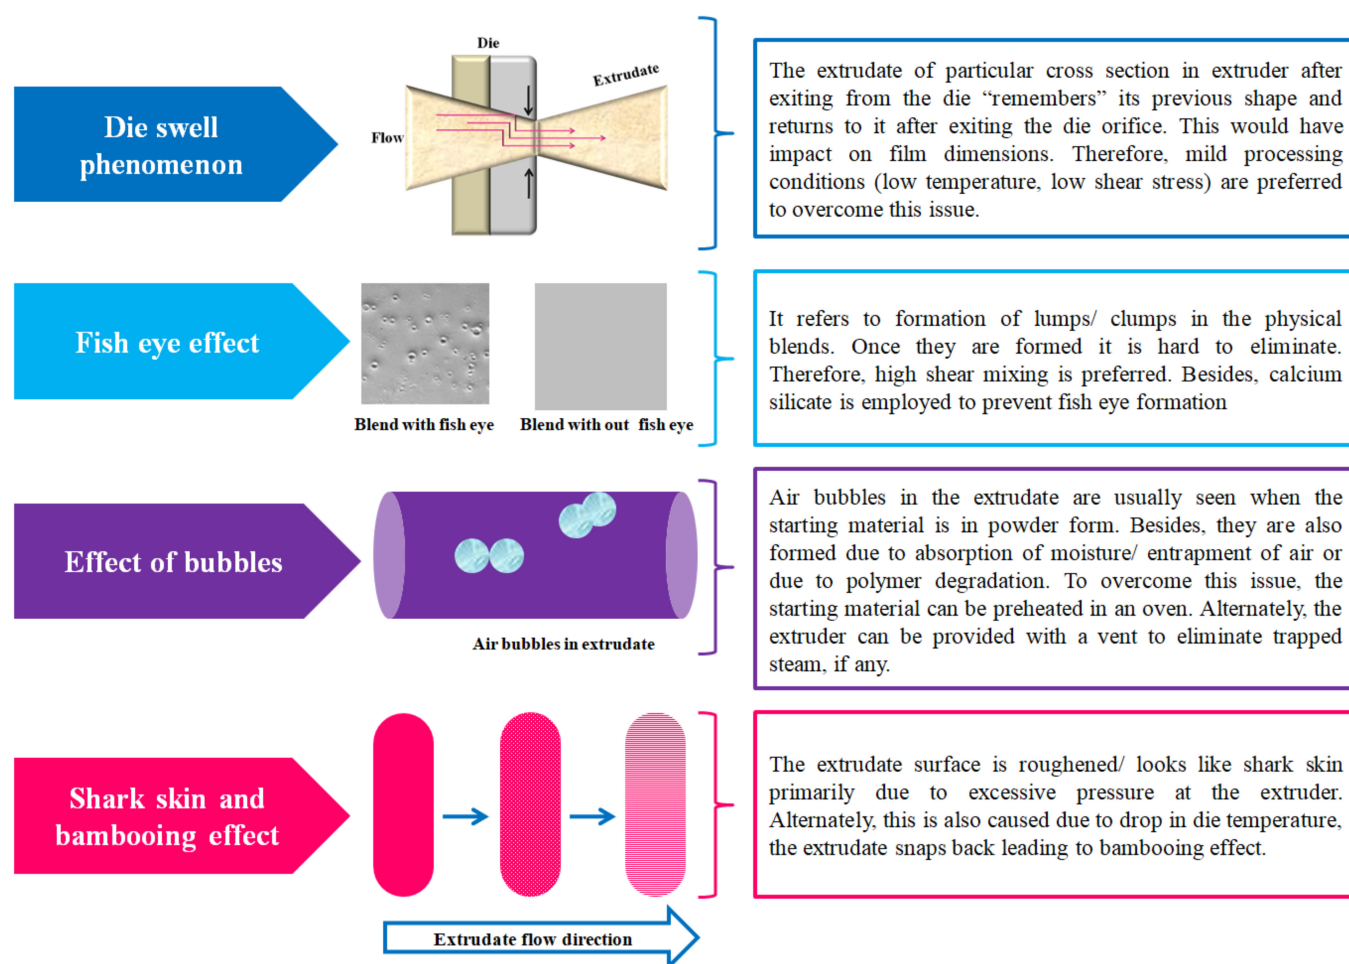 Die swell
phenomenon
Die
Flow
Extrudate
The extrudate of particular cross section in extruder after
exiting from the die “remembers” its previous shape and
returns to it after exiting the die orifice. This would have
impact on film dimensions. Therefore, mild processing
conditions (low temperature, low shear stress) are preferred
to overcome this issue.
Fish eye effect
Blend with fish eye
Blend with out fish eye
It refers to formation of lumps/ clumps in the physical
blends. Once they are formed it is hard to eliminate.
Therefore, high shear mixing is preferred. Besides, calcium
silicate is employed to prevent fish eye formation
Effect of bubbles
Air bubbles in extrudate
Air bubbles in the extrudate are usually seen when the
starting material is in powder form. Besides, they are also
formed due to absorption of moisture/ entrapment of air or
due to polymer degradation. To overcome this issue, the
starting material can be preheated in an oven. Alternately, the
extruder can be provided with a vent to eliminate trapped
steam, if any.
Shark skin and
bambooing effect
The extrudate surface is roughened/ looks like shark skin
primarily due to excessive pressure at the extruder.
Alternately, this is also caused due to drop in die temperature,
the extrudate snaps back leading to bambooing effect.
Extrudate flow direction